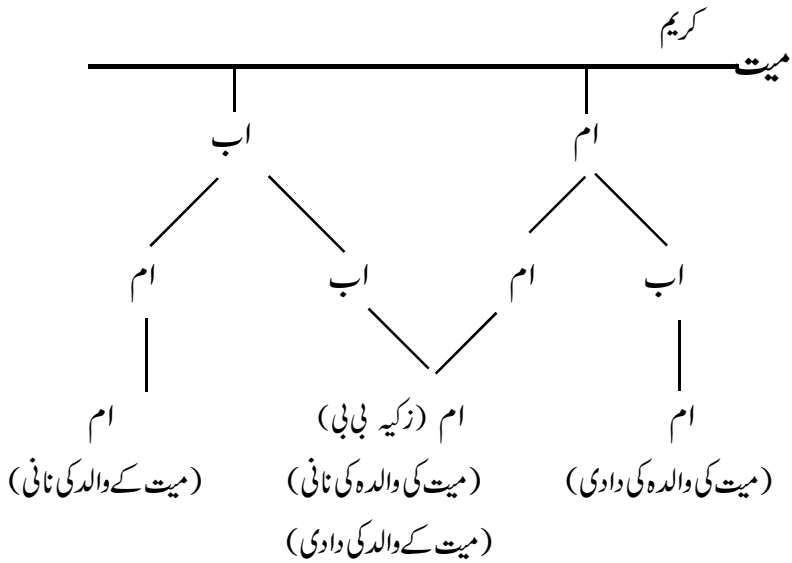 کریم
میت
ام اب
اب ام اب ام
ام ام (زکیہ بی بی) ام
(میت کی والدہ کی دادی) (میت کی والدہ کی نانی) (میت کے والد کی نانی)
(میت کے والد کی دادی)